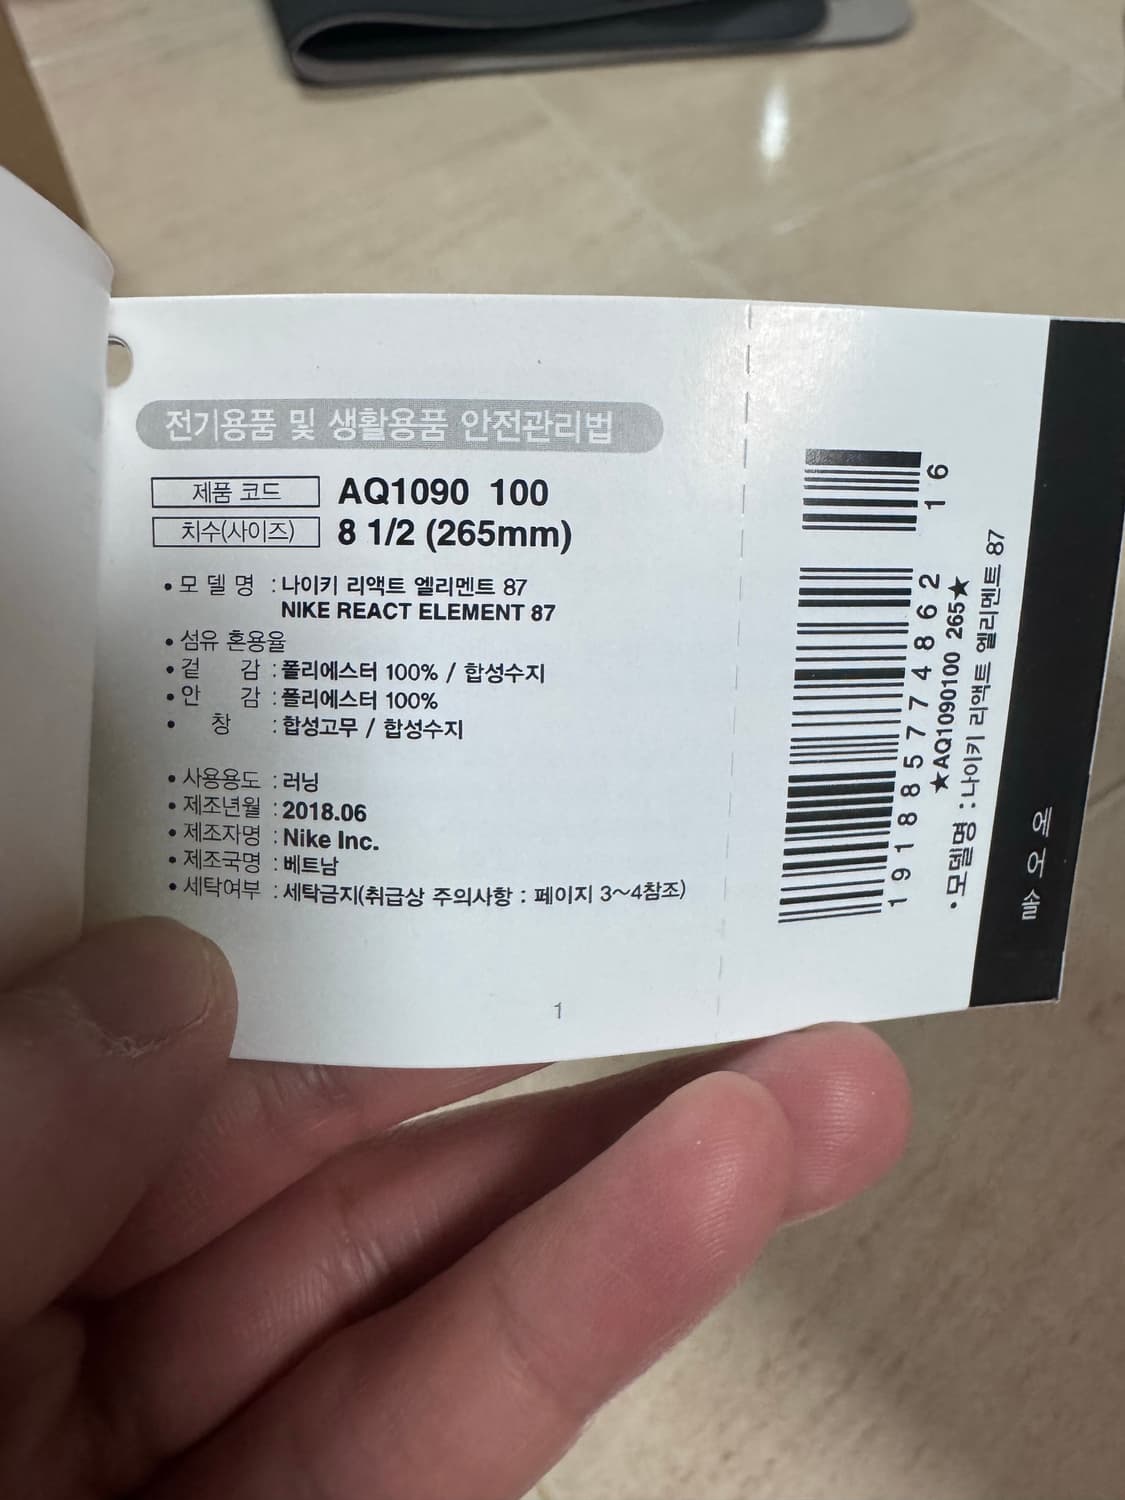 전기용품 및 생활용품 안전관리법
제품 코드 AQ1090 100
치수(사이즈) 8 1/2 (265mm)
• 모 델 명 : 나이키 리액트 엘리멘트 87
NIKE REACT ELEMENT 87
• 섬유 혼용율
• 겉 감 : 폴리에스터 100% / 합성수지
• 안 감 : 폴리에스터 100%
• 창 : 합성고무 / 합성수지
• 사용용도 : 러닝
• 제조년월 : 2018.06
• 제조자명 : Nike Inc.
• 제조국명 : 베트남
• 세탁여부 : 세탁금지(취급상 주의사항 : 페이지 3~4참조)
1
16
191885774862
★AQ1090100 265★
• 모델명 : 나이키 리액트 엘리멘트 87
에어솔